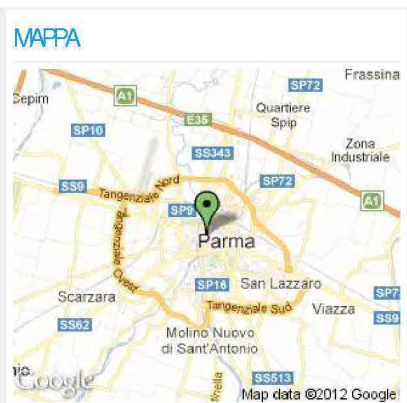 MAPPA
Frassina
SP72
Cepim
A1
Quartiere
Spip
E35
SP10
SS343
Zona
Industriale
SS9
Tangenziale Nord
SP72
A1
SP9
Parma
Tangenziale Ovest
SP16
San Lazzaro
SP7
Scarzara
Tangenziale Sud
Viazza
SS9
SS62
Molino Nuovo
di Sant'Antonio
Google
SS513
Map data ©2012 Google